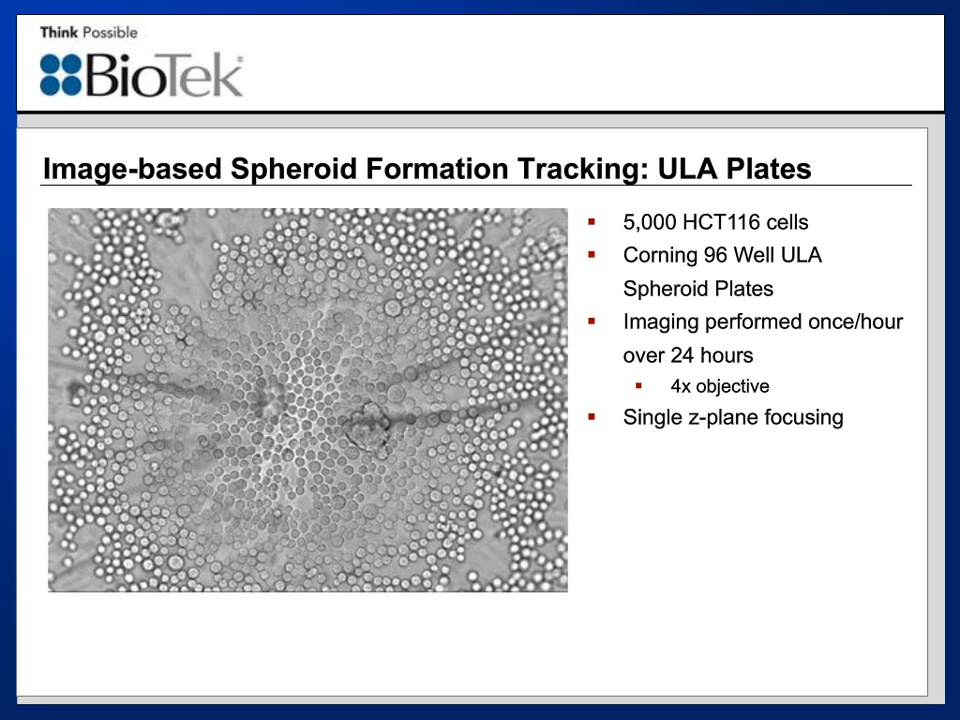 Think Possible
BioTek
Image-based Spheroid Formation Tracking: ULA Plates
5,000 HCT116 cells
Corning 96 Well ULA
Spheroid Plates
Imaging performed once/hour
over 24 hours
4x objective
Single z-plane focusing